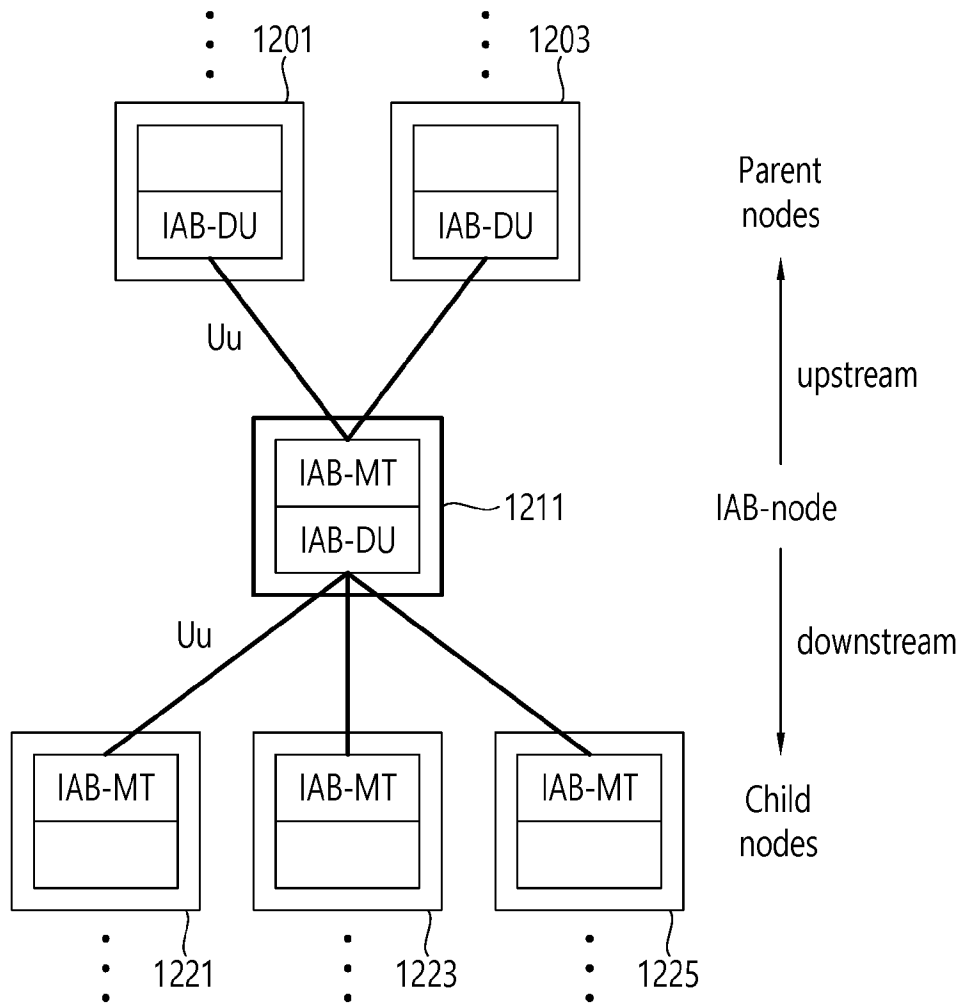 1201
1203
IAB-DU
IAB-DU
Parent
nodes
Uu
upstream
IAB-MT
IAB-DU
1211
IAB-node
Uu
downstream
IAB-MT
IAB-MT
IAB-MT
Child
nodes
1221
1223
1225